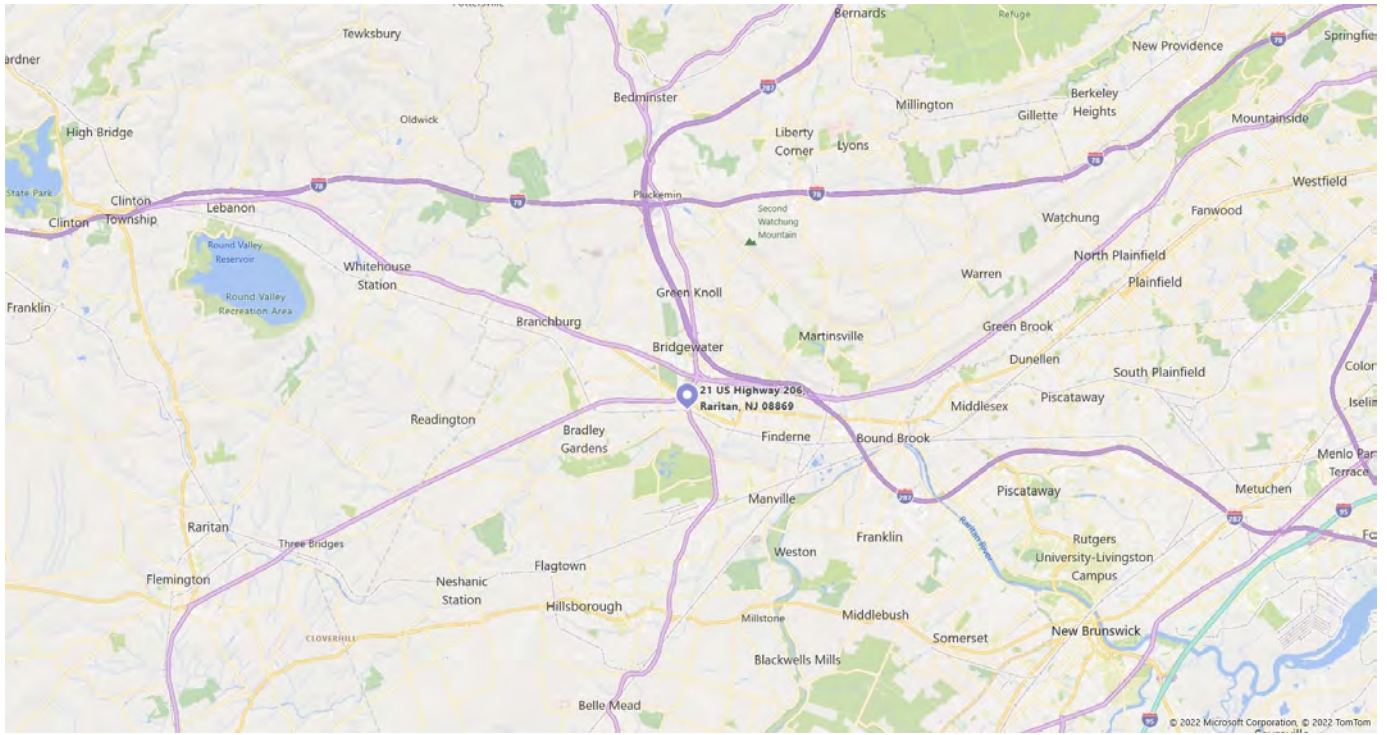 Bernards
Refuge
Tewksbury
New Providence
78
287
Bedminster
Millington
Berkeley
Heights
Gillette
Oldwick
High Bridge
Liberty
Corner
Lyons
Mountainside
78
State Park
Clinton
Township
Clinton
Lebanon
78
78
Pluckemin
78
Westfield
Second
Watchung
Mountain
Watchung
Fanwood
Round Valley
Reservoir
Whitehouse
Station
North Plainfield
Warren
Plainfield
Round Valley
Recreation Area
Franklin
Green Knoll
Branchburg
Green Brook
Martinsville
Bridgewater
Dunellen
South Plainfield
21 US Highway 206,
Raritan, NJ 08869
Middlesex
Piscataway
Readington
Bradley
Gardens
Finderne
Bound Brook
Menlo Par
Terrace
Manville
287
Piscataway
Metuchen
287
95
Raritan
Three Bridges
Franklin
Raritan River
Rutgers
University-Livingston
Campus
Weston
Flagtown
Flemington
Neshanic
Station
Hillsborough
Millstone
Middlebush
CLOVERHILL
Somerset
New Brunswick
Blackwells Mills
Belle Mead
95
© 2022 Microsoft Corporation, © 2022 TomTom